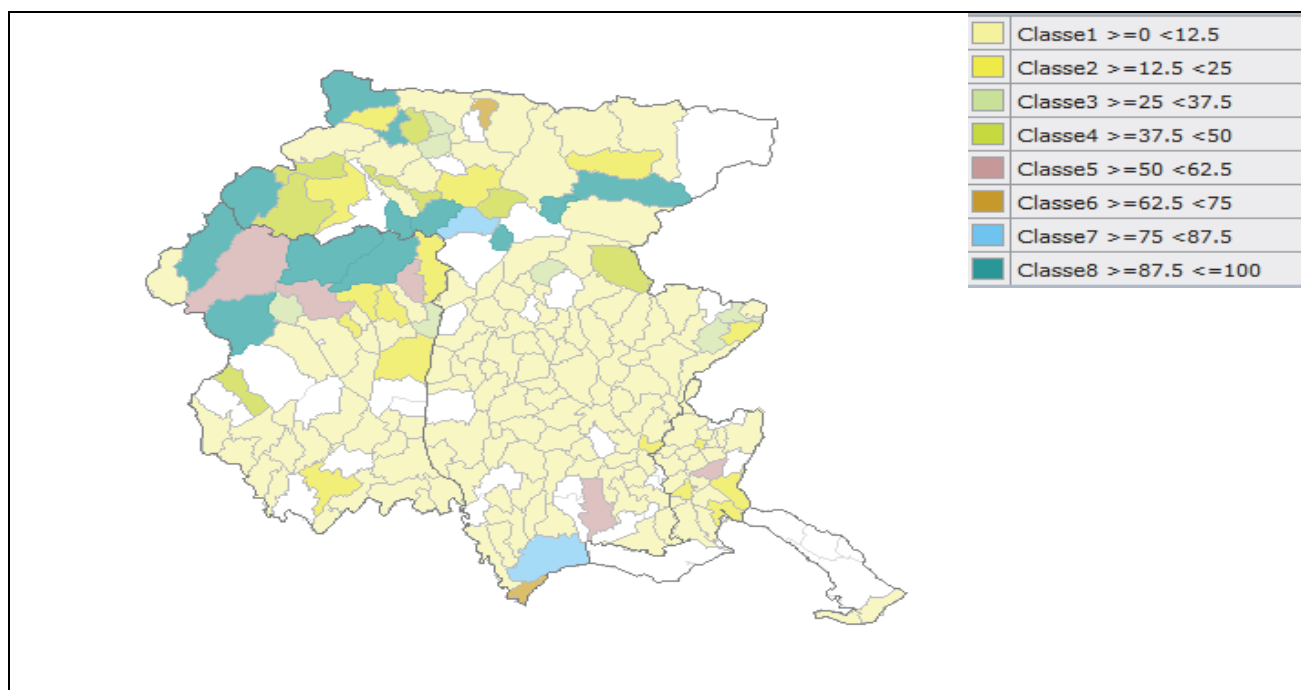 Classe1 >=0 <12.5
Classe2 >=12.5 <25
Classe3 >=25 <37.5
Classe4 >=37.5 <50
Classe5 >=50 <62.5
Classe6 >=62.5 <75
Classe7 >=75 <87.5
Classe8 >=87.5 <=100